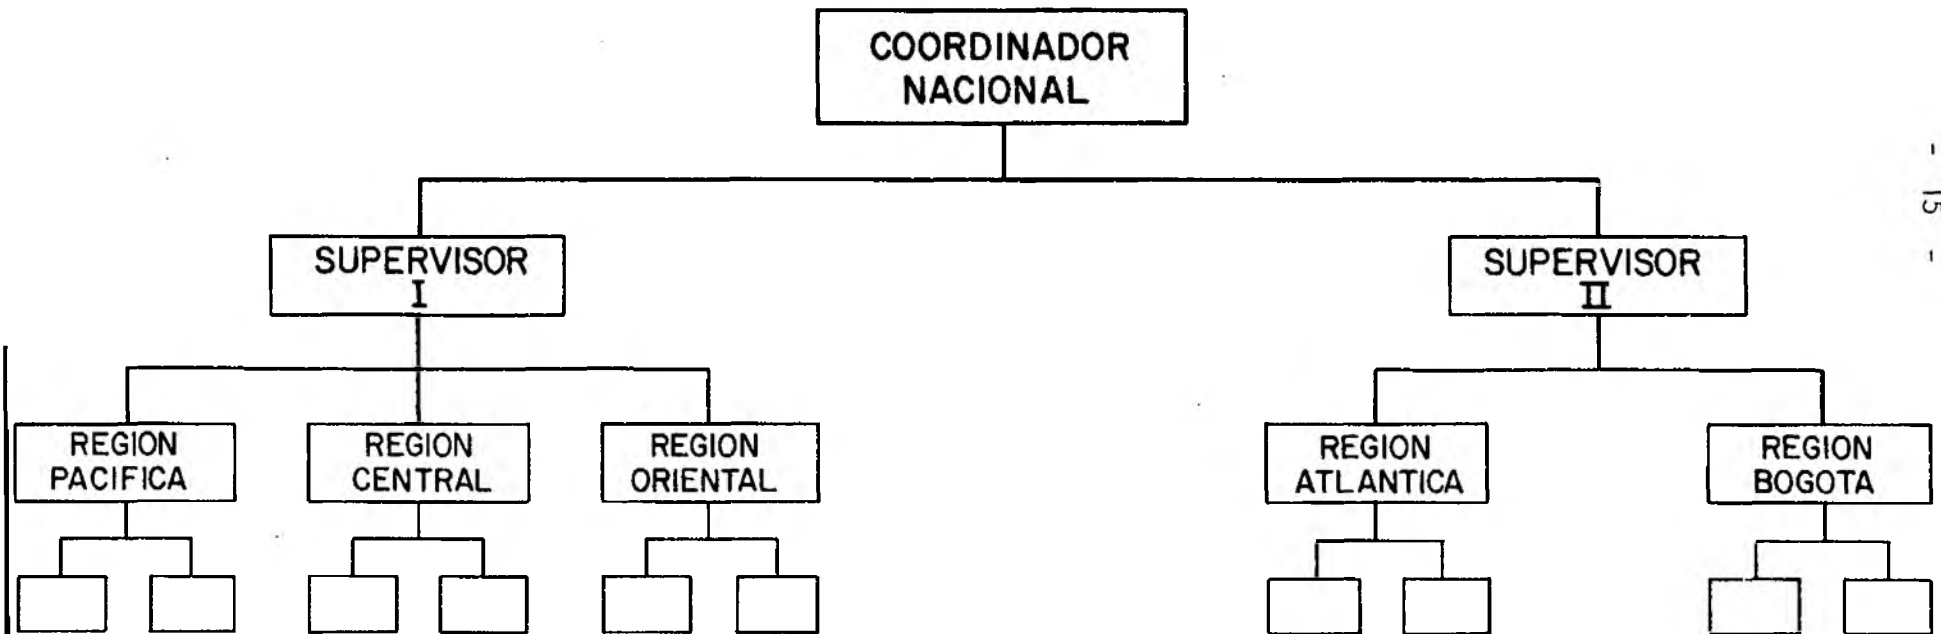 COORDINADOR
NACIONAL
- 15 -
SUPERVISOR
I
SUPERVISOR
II
REGION
PACIFICA
REGION
CENTRAL
REGION
ORIENTAL
REGION
ATLANTICA
REGION
BOGOTA